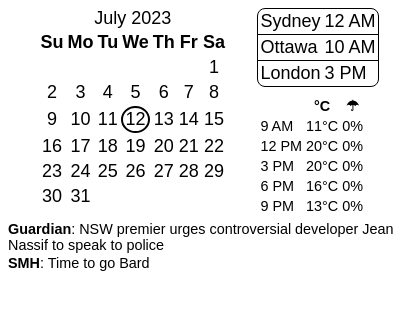 July 2023
Su Mo Tu We Th Fr Sa
1
2 3 4 5 6 7 8
9 10 11 12 13 14 15
16 17 18 19 20 21 22
23 24 25 26 27 28 29
30 31
Sydney 12 AM
Ottawa 10 AM
London 3 PM
°C ☂
9 AM 11°C 0%
12 PM 20°C 0%
3 PM 20°C 0%
6 PM 16°C 0%
9 PM 13°C 0%
Guardian: NSW premier urges controversial developer Jean
Nassif to speak to police
SMH: Time to go Bard